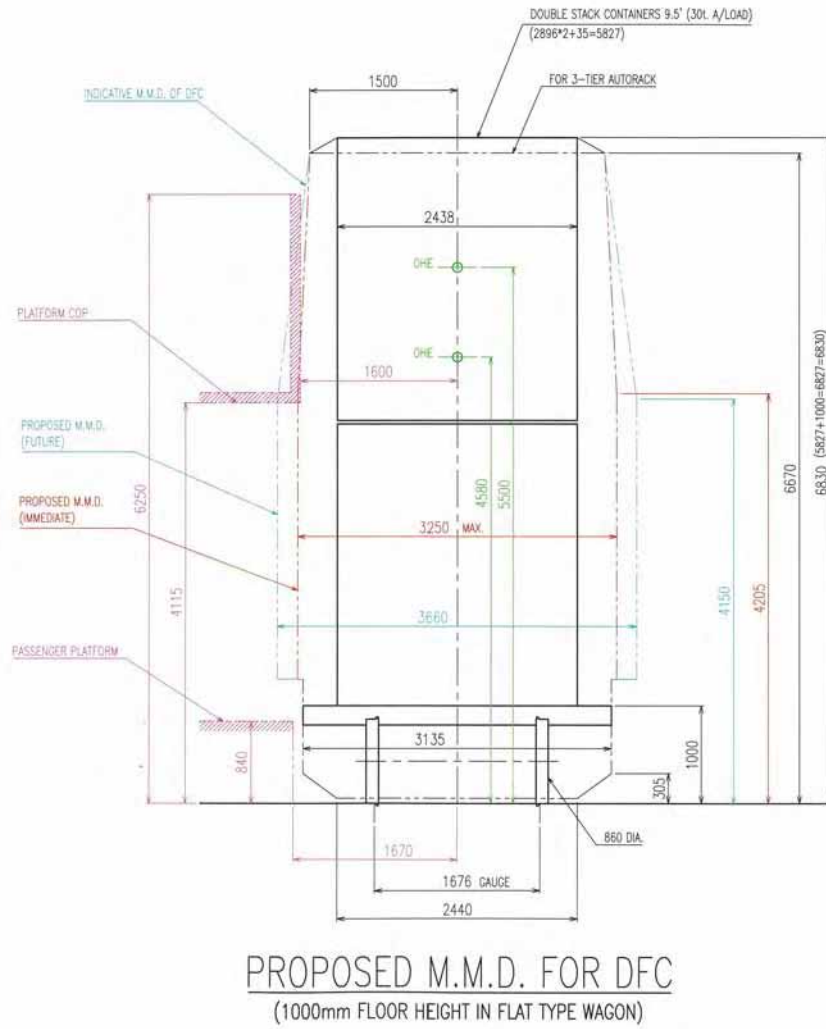 DOUBLE STACK CONTAINERS 9.5' (30t. A/LOAD)
(2896*2+35=5827)
1500
FOR 3-TIER AUTORACK
INDICATIVE M.M.D. OF DFC
2438
OHE
PLATFORM COP
OHE
1600
PROPOSED M.M.D.
(FUTURE)
6250
4580
5500
6670
6830 (5827+1000=6827=6830)
PROPOSED M.M.D.
(IMMEDIATE)
3250 MAX.
4115
4150
4205
3660
PASSENGER PLATFORM
3135
840
1000
305
860 DIA.
1670
1676 GAUGE
2440
PROPOSED M.M.D. FOR DFC
(1000mm FLOOR HEIGHT IN FLAT TYPE WAGON)